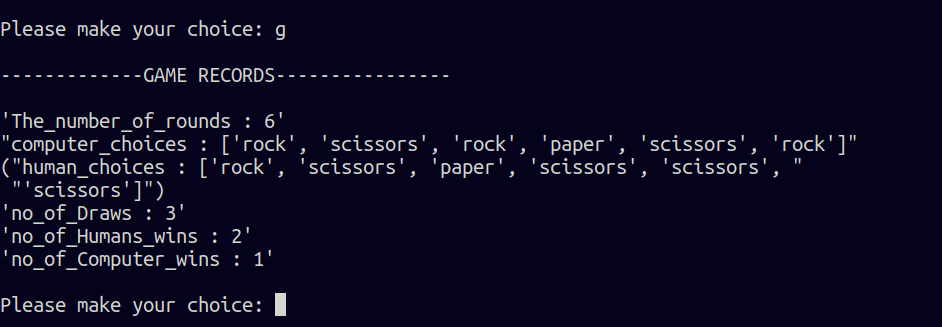 Please make your choice: g
-------------GAME RECORDS----------------
'The_number_of_rounds : 6'
"computer_choices : ['rock', 'scissors', 'rock', 'paper', 'scissors', 'rock']"
("human_choices : ['rock', 'scissors', 'paper', 'scissors', 'scissors', "
 "'scissors']")
'no_of_Draws : 3'
'no_of_Humans_wins : 2'
'no_of_Computer_wins : 1'
Please make your choice: